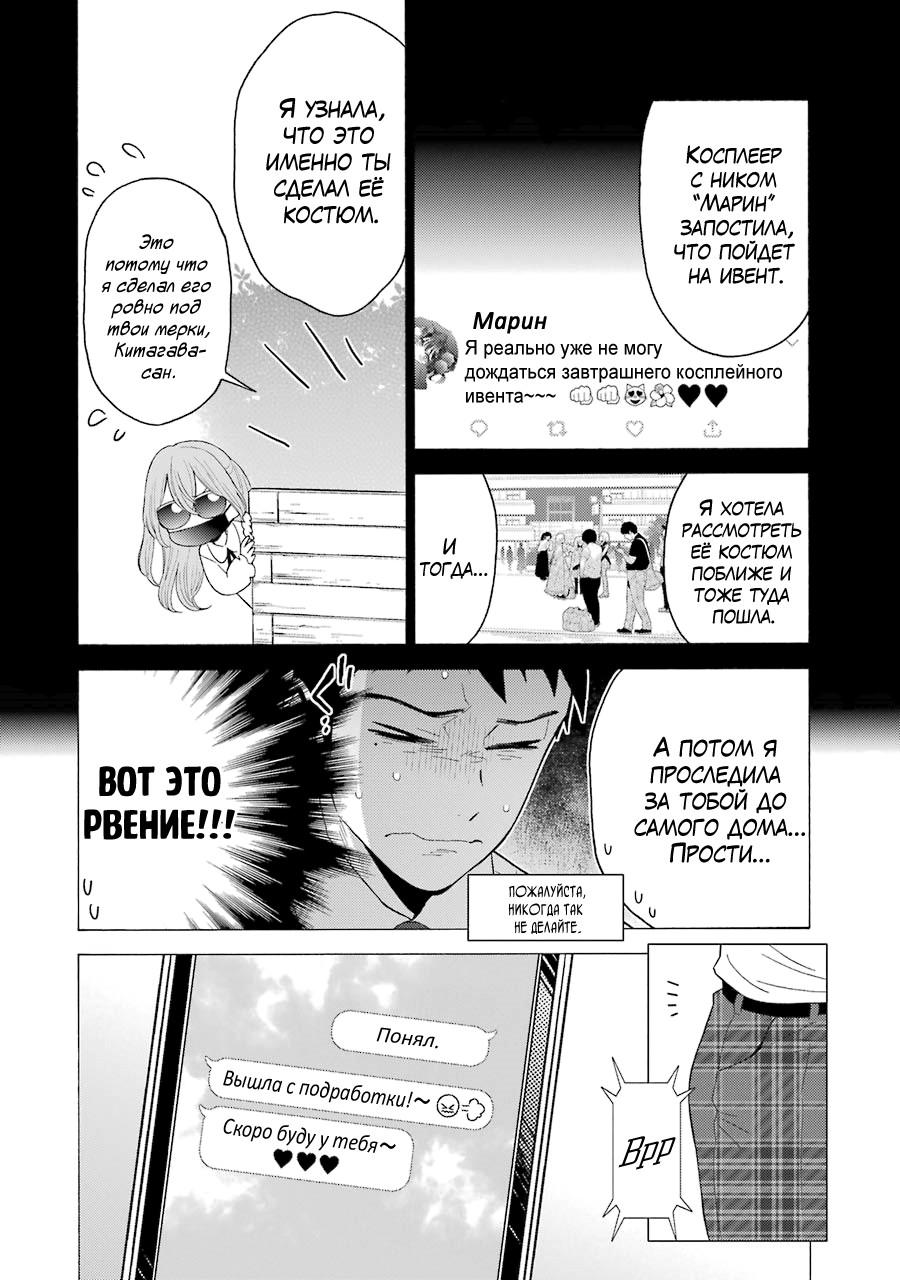 Косплеер
с ником
“Марин”
запостила,
что пойдет
на ивент.
Марин
Я реально уже не могу
дождаться завтрашнего косплейного
ивента~~~ 👊👊😻🌺♥♥
Я узнала,
что это
именно ты
сделал её
костюм.
Это
потому что
я сделал его
ровно под
твои мерки,
Китагава-
сан.
Я хотела
рассмотреть
её костюм
поближе и
тоже туда
пошла.
И
тогда...
А потом я
проследила
за тобой до
самого дома...
Прости...
ВОТ ЭТО
РВЕНИЕ!!!
пожалуйста,
никогда так
не делайте.
Врр
Понял.
Вышла с подработки!~ 😤
Скоро буду у тебя~
♥♥♥